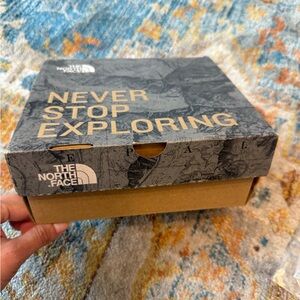 THE
NORTH
FACE
NEVER
STOP
EXPLORING
THE
NORTH
FACE